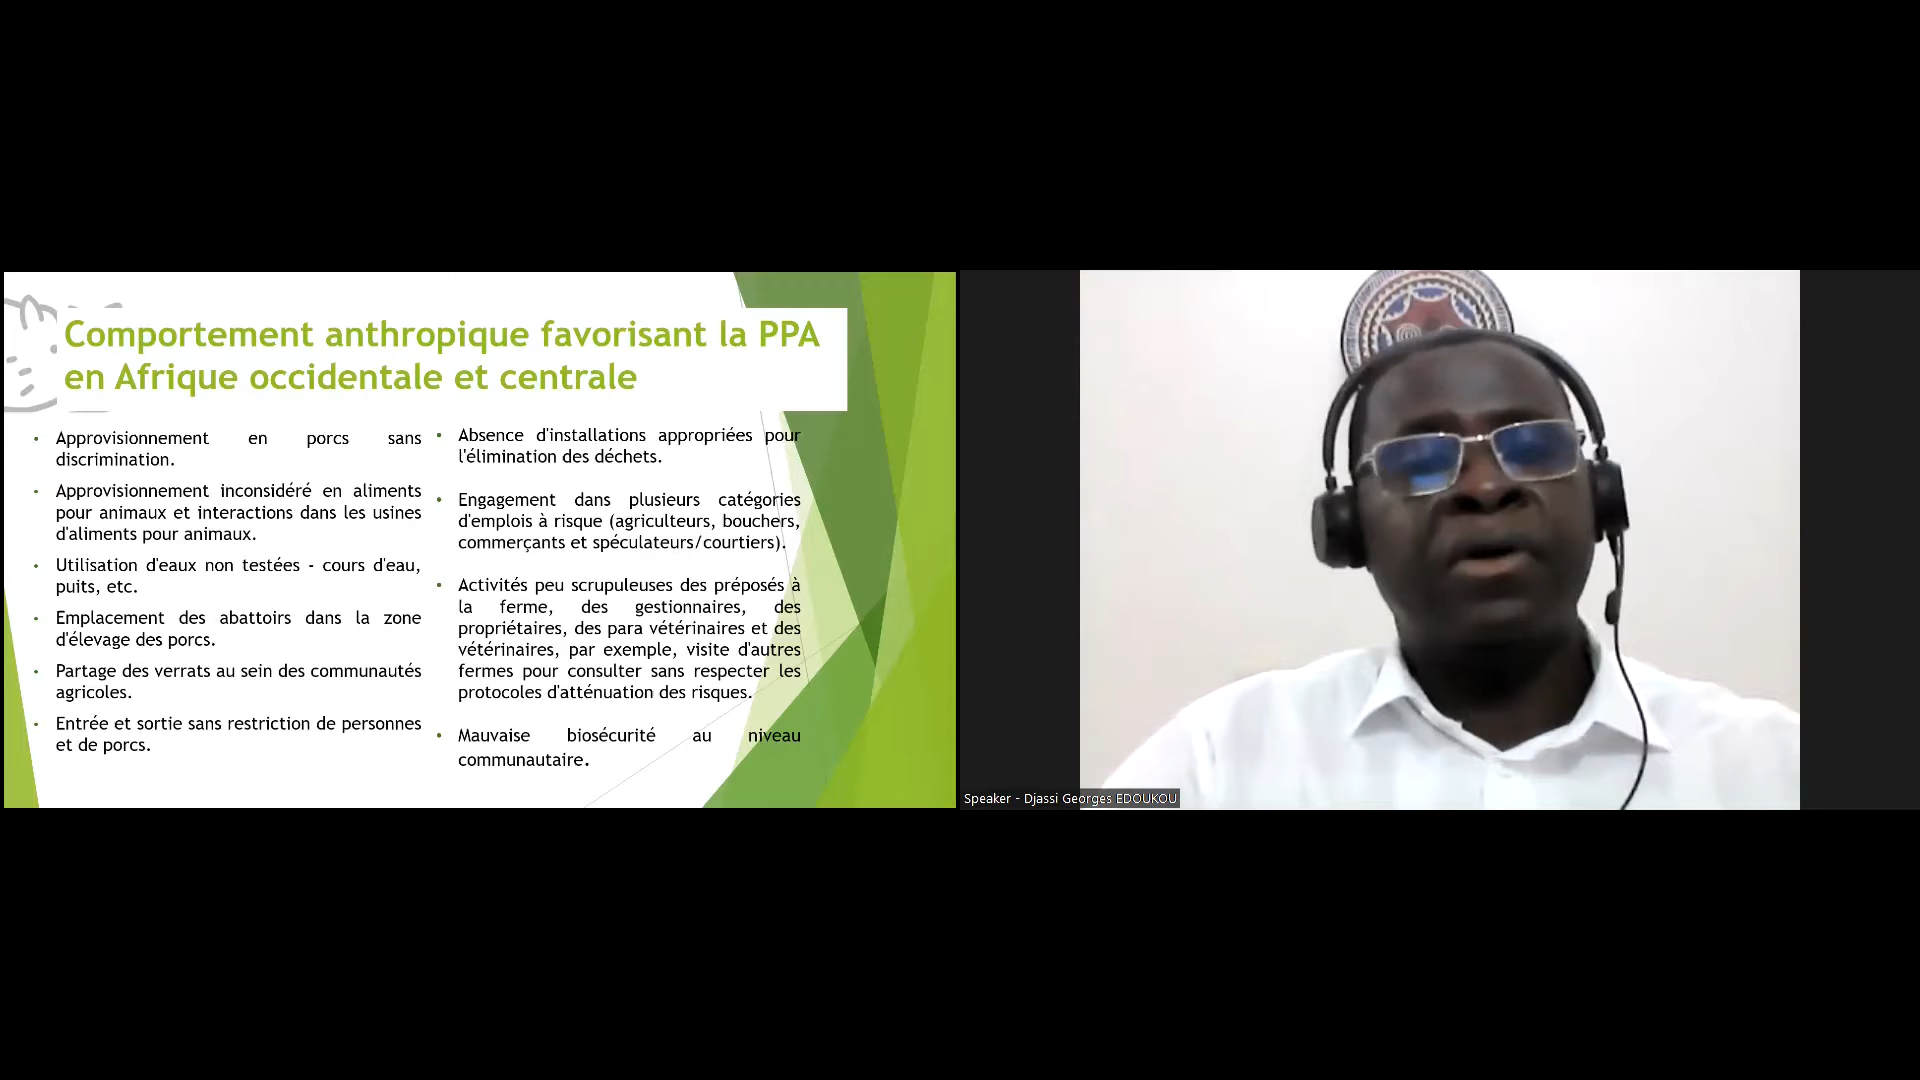 Comportement anthropique favorisant la PPA
en Afrique occidentale et centrale
• Approvisionnement en porcs sans
discrimination.
• Approvisionnement inconsidéré en aliments
pour animaux et interactions dans les usines
d'aliments pour animaux.
• Utilisation d'eaux non testées - cours d'eau,
puits, etc.
• Emplacement des abattoirs dans la zone
d'élevage des porcs.
• Partage des verrats au sein des communautés
agricoles.
• Entrée et sortie sans restriction de personnes
et de porcs.
• Absence d'installations appropriées pour
l'élimination des déchets.
• Engagement dans plusieurs catégories
d'emplois à risque (agriculteurs, bouchers,
commerçants et spéculateurs/courtiers).
• Activités peu scrupuleuses des préposés à
la ferme, des gestionnaires, des
propriétaires, des para vétérinaires et des
vétérinaires, par exemple, visite d'autres
fermes pour consulter sans respecter les
protocoles d'atténuation des risques.
• Mauvaise biosécurité au niveau
communautaire.
Speaker - Djassi Georges EDOUKOU